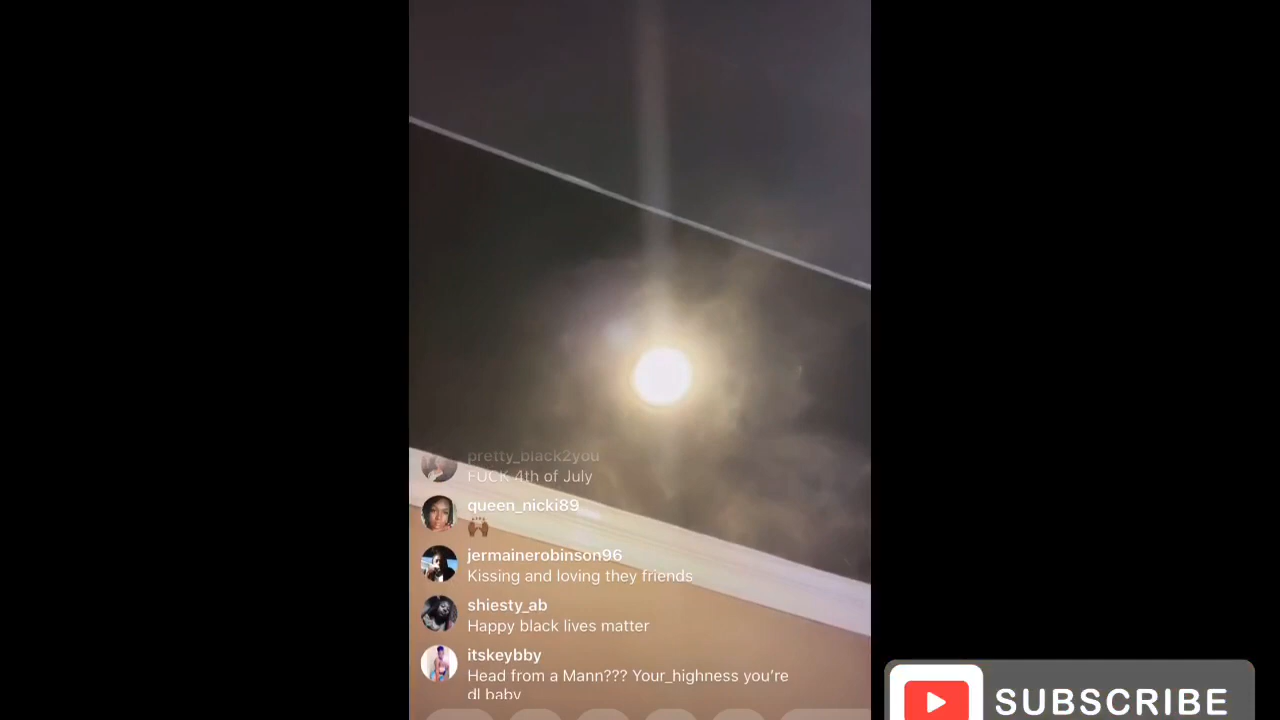 pretty_black2you
FUCK 4th of July
queen_nicki89
🙌🏾
jermainerobinson96
Kissing and loving they friends
shiesty_ab
Happy black lives matter
itskeybby
Head from a Mann??? Your_highness you're
dl baby
SUBSCRIBE